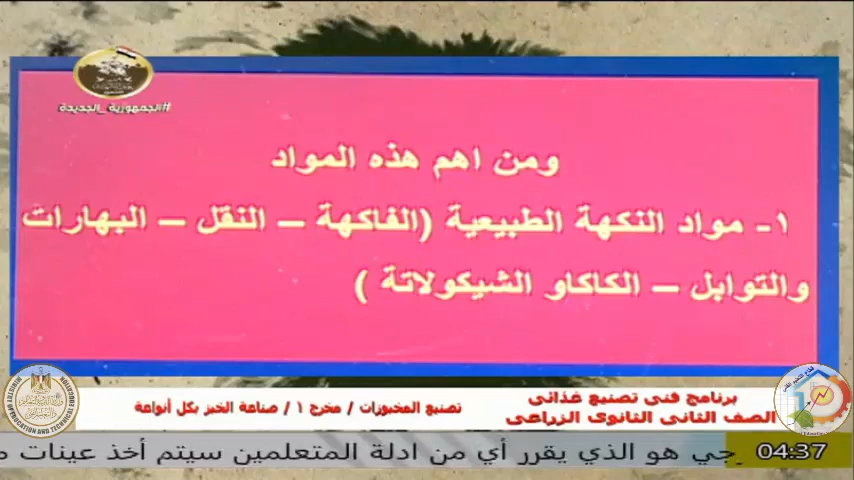 #الجمهورية_الجديدة
ومن اهم هذه المواد
١- مواد النكهة الطبيعية (الفاكهة – النقل – البهارات
والتوابل – الكاكاو الشيكولاتة )
برنامج فنى تصنيع غذائى
الصف الثانى الثانوى الزراعى
تصنيع المخبوزات / مخرج ١ / صناعة الخبز بكل أنواعة
هو الذي يقرر أي من ادلة المتعلمين سيتم أخذ عينات
04:37